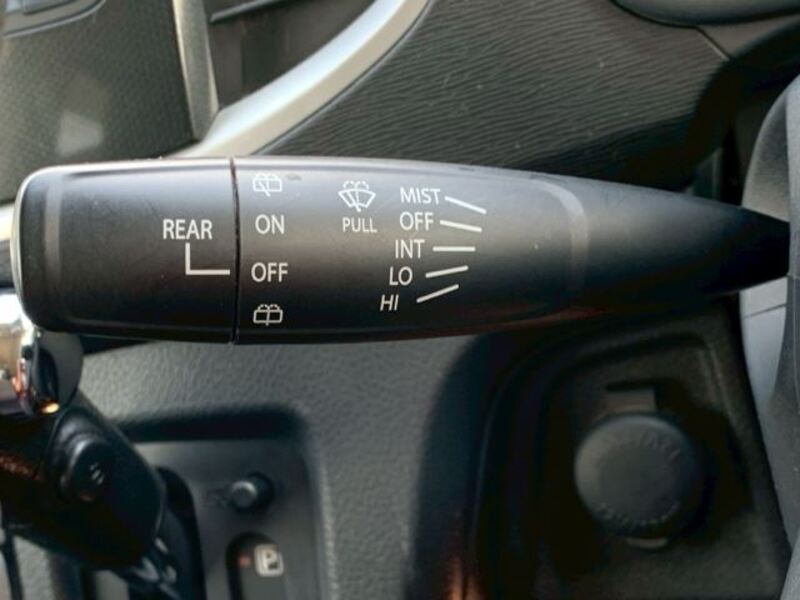 REAR
ON
OFF
PULL
MIST
OFF
INT
LO
HI
P